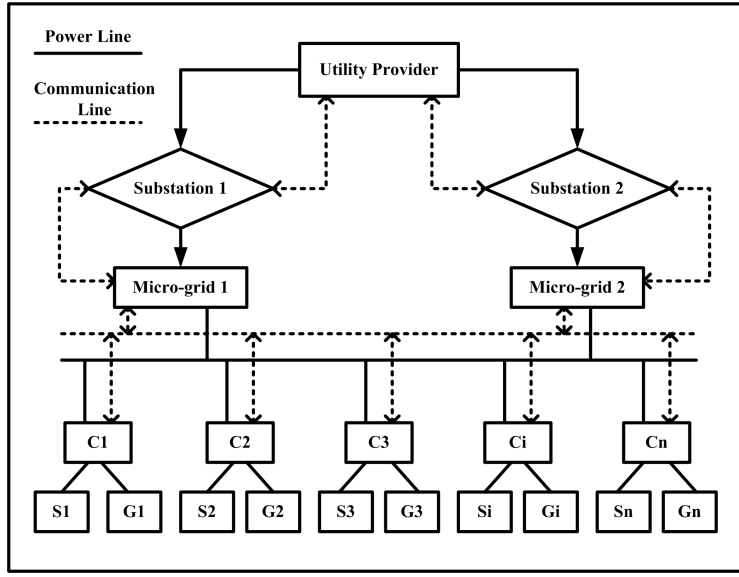 Power Line
Utility Provider
Communication
Line
Substation 1
Substation 2
Micro-grid 1
Micro-grid 2
C1
C2
C3
Ci
Cn
S1
G1
S2
G2
S3
G3
Si
Gi
Sn
Gn